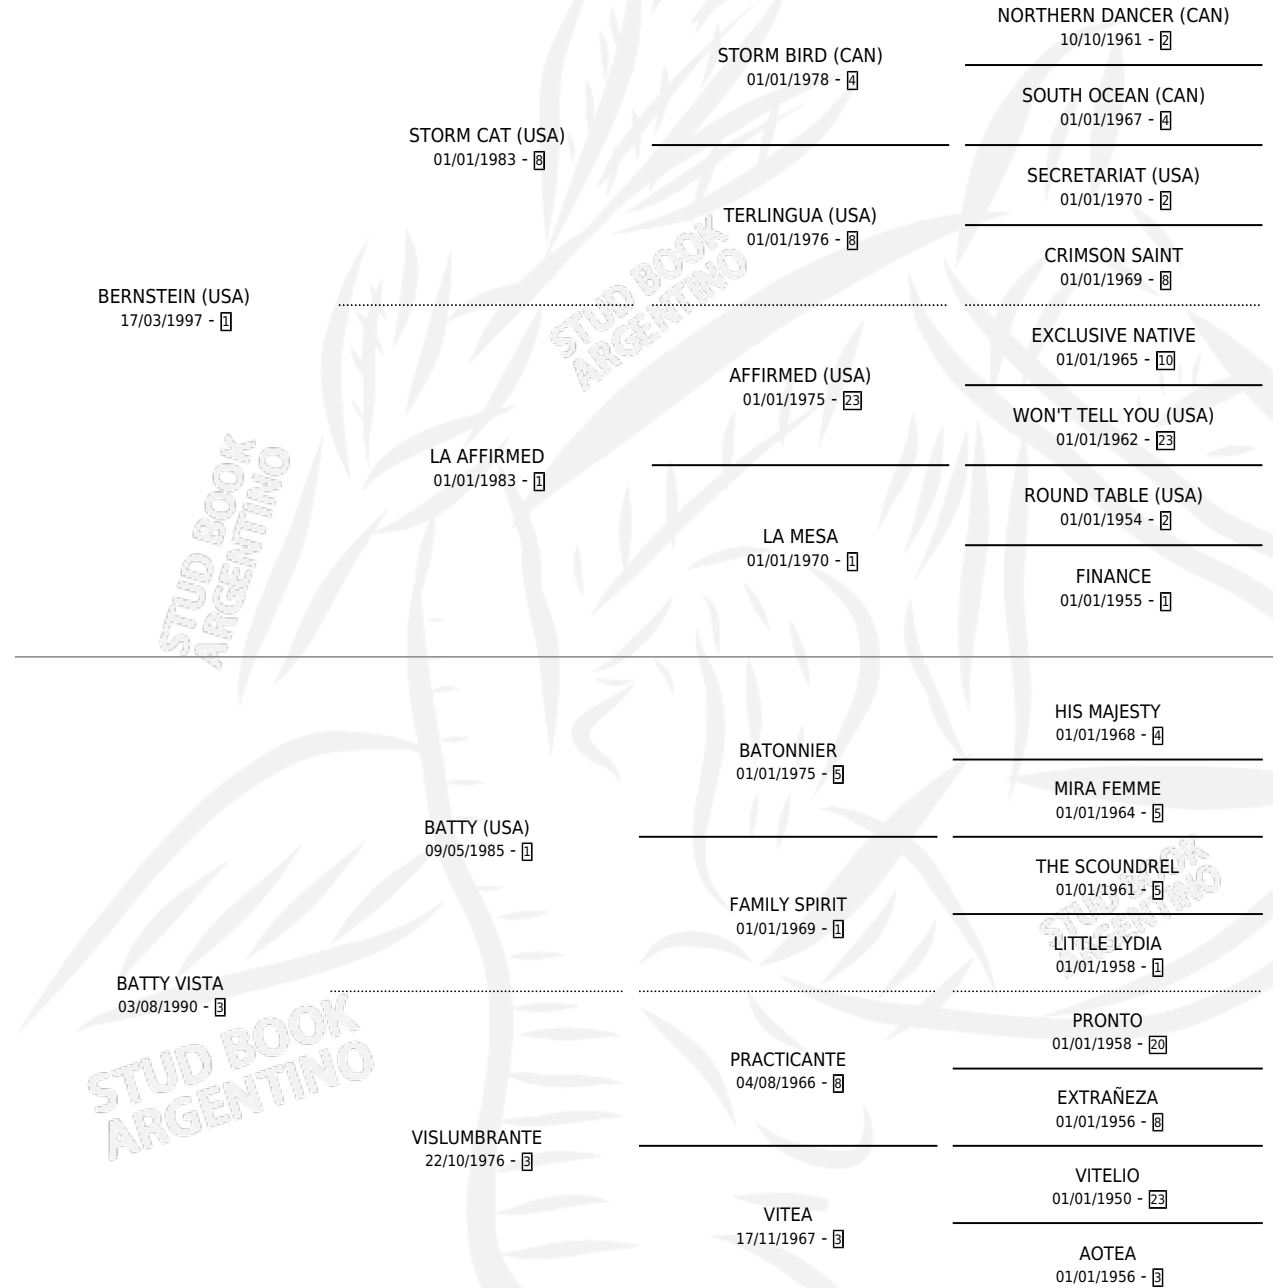 NORTHERN DANCER (CAN)
10/10/1961 - 2
STORM BIRD (CAN)
01/01/1978 - 4
SOUTH OCEAN (CAN)
01/01/1967 - 4
STORM CAT (USA)
01/01/1983 - 8
SECRETARIAT (USA)
01/01/1970 - 2
TERLINGUA (USA)
01/01/1976 - 8
CRIMSON SAINT
01/01/1969 - 8
BERNSTEIN (USA)
17/03/1997 - 1
STUD BOOK
ARGENTINO
EXCLUSIVE NATIVE
01/01/1965 - 10
AFFIRMED (USA)
01/01/1975 - 23
WON'T TELL YOU (USA)
01/01/1962 - 23
LA AFFIRMED
01/01/1983 - 1
ROUND TABLE (USA)
01/01/1954 - 2
LA MESA
01/01/1970 - 1
FINANCE
01/01/1955 - 1
STUD BOOK
ARGENTINO
HIS MAJESTY
01/01/1968 - 4
BATONNIER
01/01/1975 - 5
MIRA FEMME
01/01/1964 - 5
BATTY (USA)
09/05/1985 - 1
THE SCOUNDREL
01/01/1961 - 5
FAMILY SPIRIT
01/01/1969 - 1
LITTLE LYDIA
01/01/1958 - 1
STUD BOOK
ARGENTINO
BATTY VISTA
03/08/1990 - 3
PRONTO
01/01/1958 - 20
PRACTICANTE
04/08/1966 - 8
EXTRAÑEZA
01/01/1956 - 8
STUD BOOK
ARGENTINO
VISLUMBRANTE
22/10/1976 - 3
VITELIO
01/01/1950 - 23
VITEA
17/11/1967 - 3
AOTEA
01/01/1956 - 3